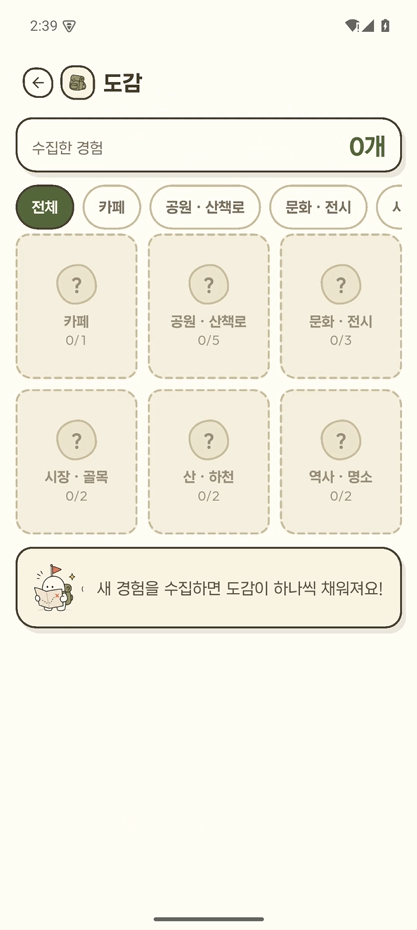 2:39
도감
수집한 경험
0개
전체
카페
공원 · 산책로
문화 · 전시
?
카페
0/1
?
공원 · 산책로
0/5
?
문화 · 전시
0/3
?
시장 · 골목
0/2
?
산 · 하천
0/2
?
역사 · 명소
0/2
새 경험을 수집하면 도감이 하나씩 채워져요!